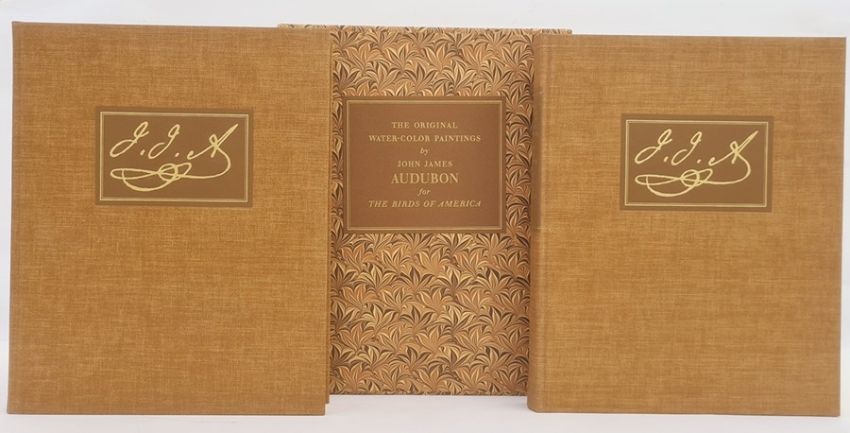 J. J. A
THE ORIGINAL
WATER-COLOR PAINTINGS
by
JOHN JAMES
AUDUBON
for
THE BIRDS OF AMERICA
J. J. A